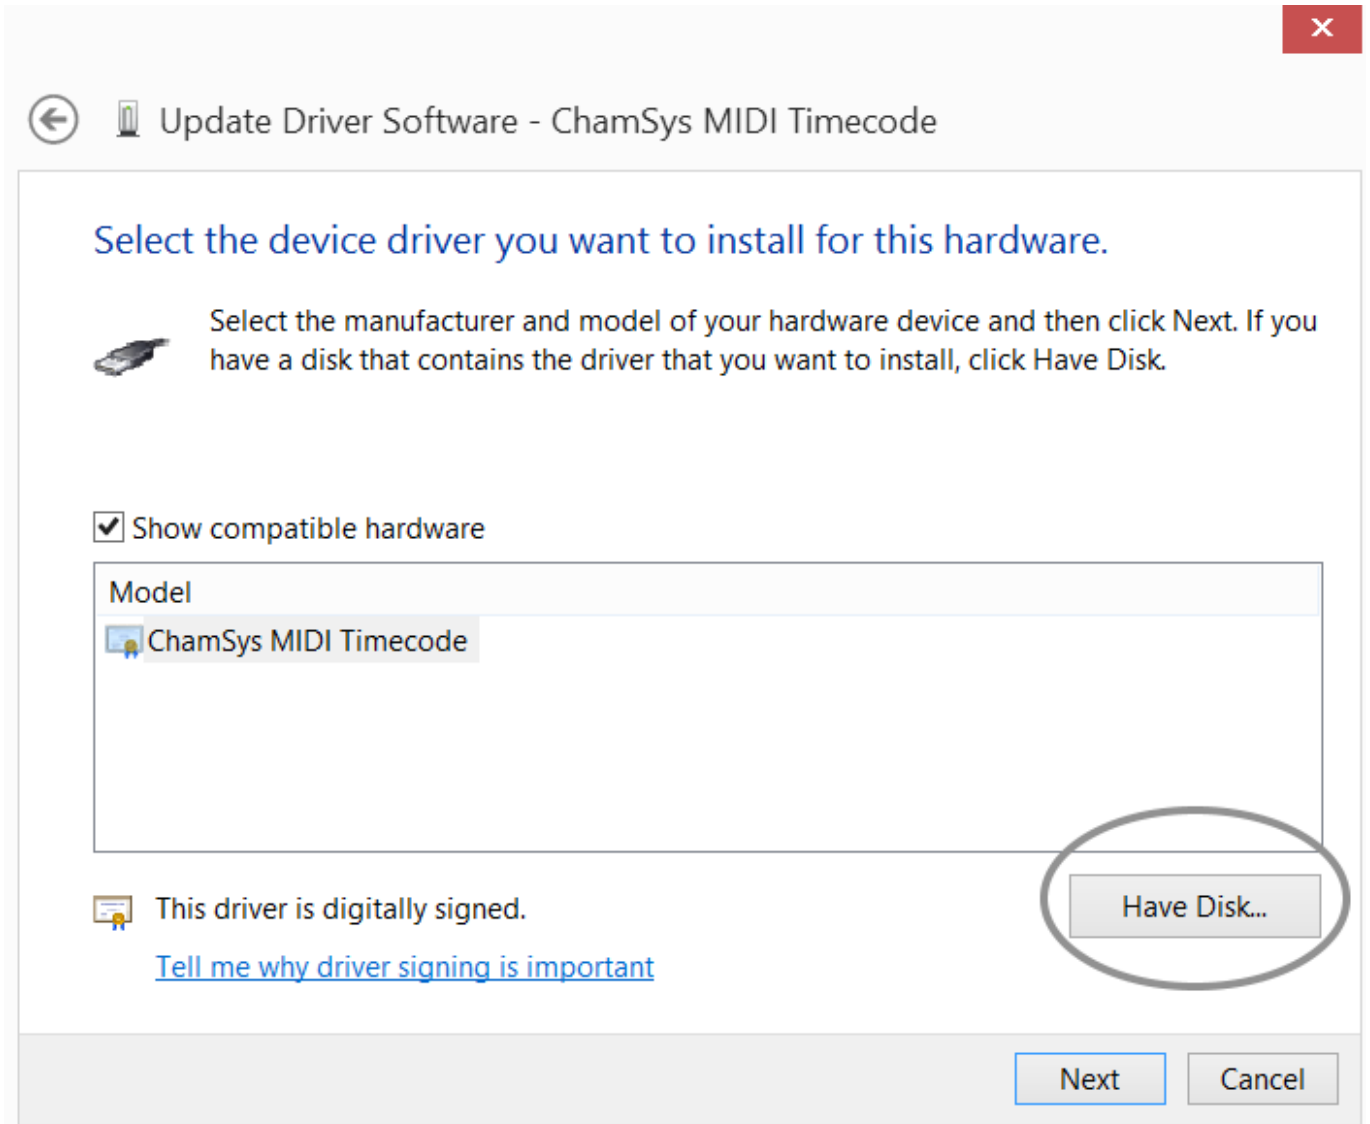 Update Driver Software - ChamSys MIDI Timecode
Select the device driver you want to install for this hardware.
Select the manufacturer and model of your hardware device and then click Next. If you
have a disk that contains the driver that you want to install, click Have Disk.
Show compatible hardware
Model
ChamSys MIDI Timecode
This driver is digitally signed.
Have Disk...
Tell me why driver signing is important
Next
Cancel